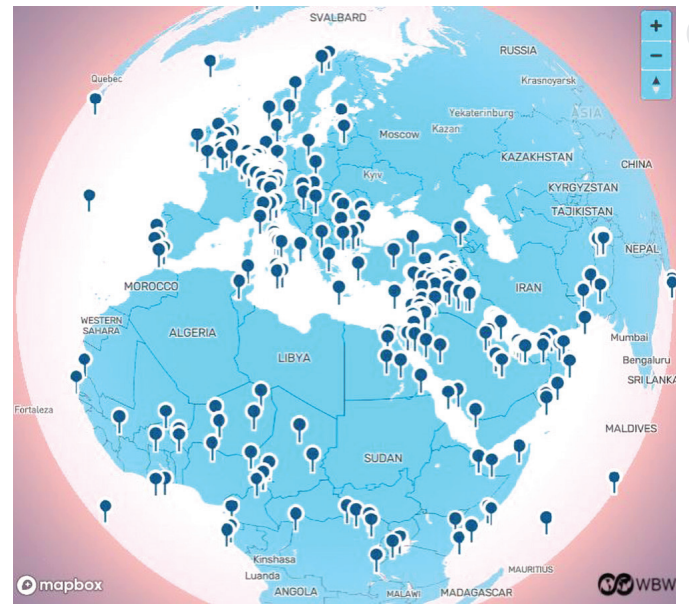 SVALBARD
+
−
RUSSIA
Quebec
Krasnoyarsk
ASIA
Yekaterinburg
Moscow
Kazan
KAZAKHSTAN
CHINA
Kyiv
KYRGYZSTAN
TAJIKISTAN
NEPAL
MOROCCO
IRAN
WESTERN
SAHARA
ALGERIA
LIBYA
Mumbai
Bengaluru
SRI LANKA
Fortaleza
MALDIVES
SUDAN
Kinshasa
Luanda
ANGOLA
MALAWI
MADAGASCAR
MAURITIUS
mapbox
WBW